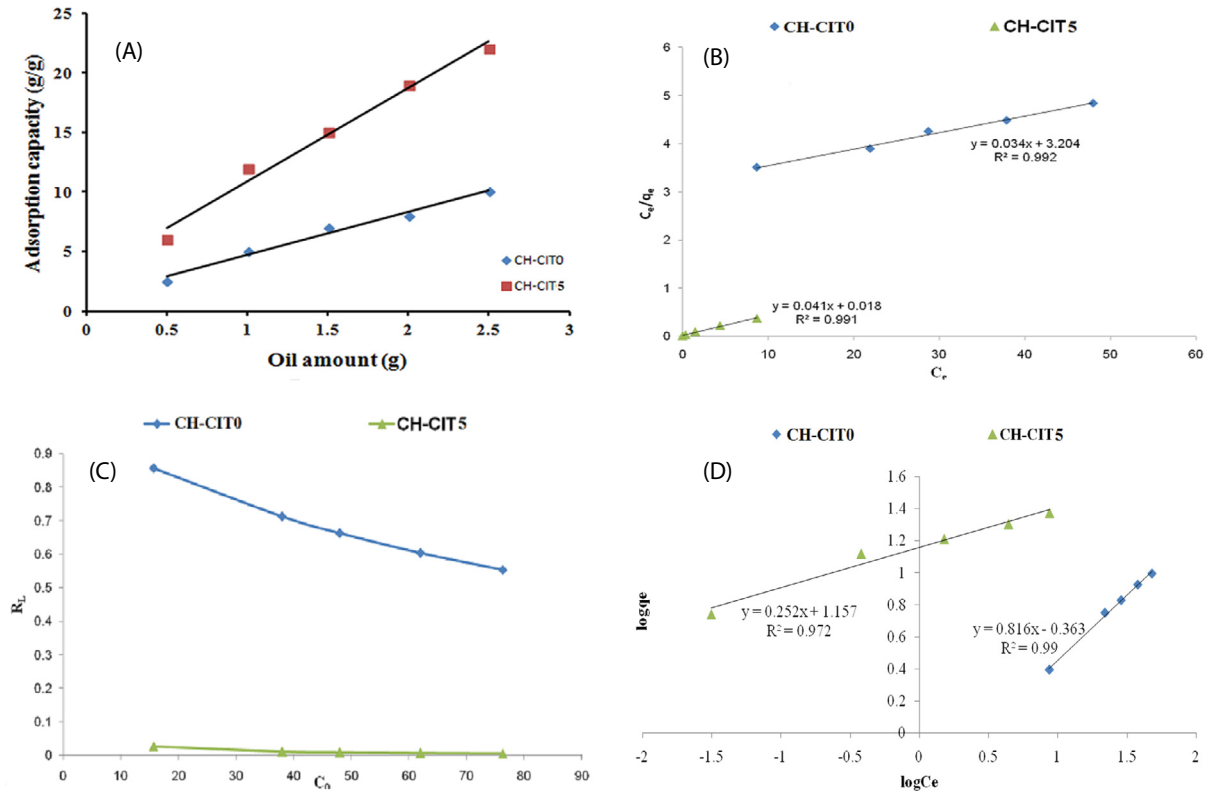 (A)
Adsorption capacity (g/g)
25
20
15
10
5
0
0 0.5 1 1.5 2 2.5 3
Oil amount (g)
CH-CIT0
CH-CIT5
CH-CIT0 CH-CIT5
(B)
Ce/qe
6
5
4
3
2
1
0
y = 0.034x + 3.204
R² = 0.992
y = 0.041x + 0.018
R² = 0.991
0 10 20 30 40 50 60
Ce
CH-CIT0 CH-CIT5
(C)
RL
0.9
0.8
0.7
0.6
0.5
0.4
0.3
0.2
0.1
0
0 10 20 30 40 50 60 70 80 90
C0
CH-CIT0 CH-CIT5
(D)
logqe
1.6
1.4
1.2
1
0.8
0.6
0.4
0.2
0
y = 0.252x + 1.157
R² = 0.972
y = 0.816x - 0.363
R² = 0.99
-2 -1.5 -1 -0.5 0 0.5 1 1.5 2
logCe